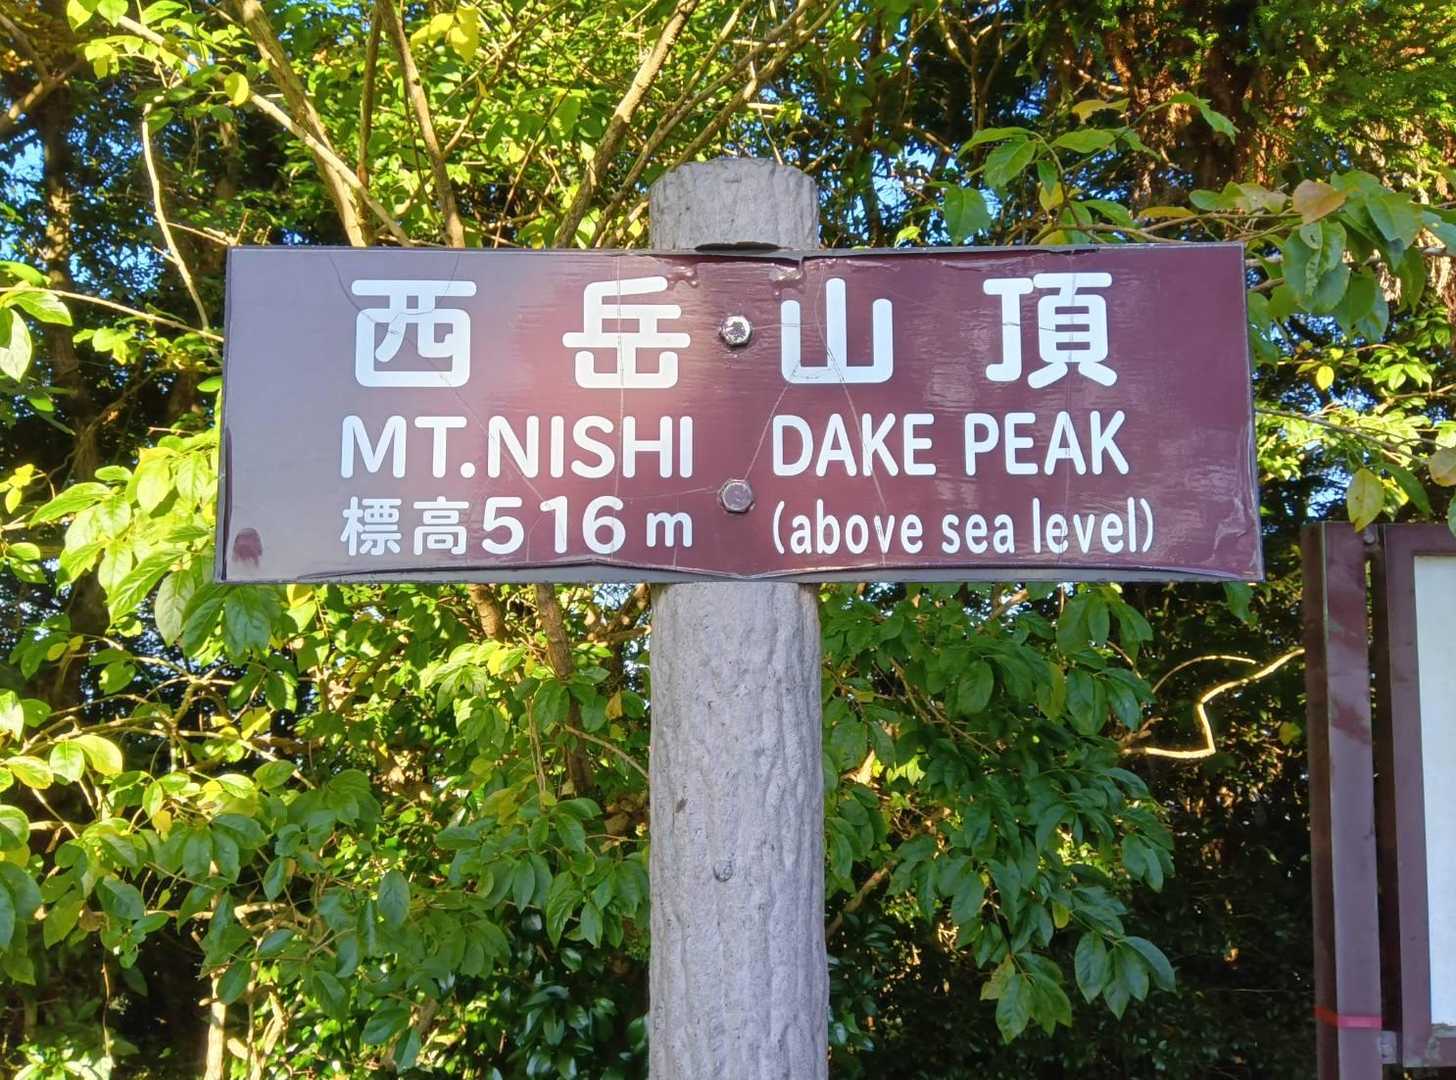 西岳山頂
MT.NISHI DAKE PEAK
標高516m (above sea level)